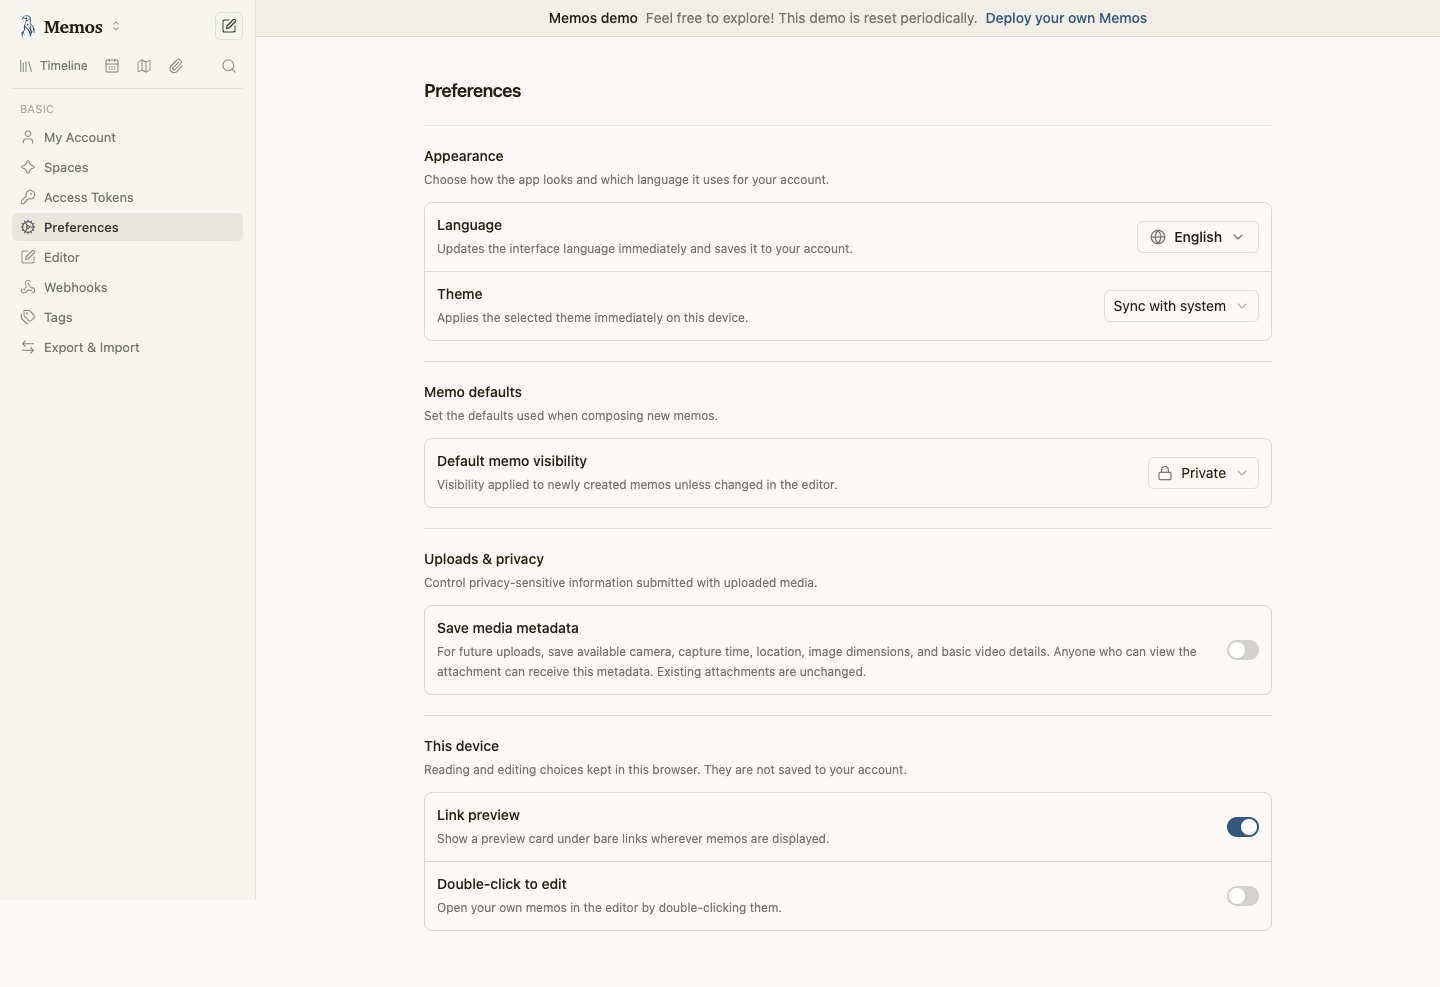 Memos
Memos demo Feel free to explore! This demo is reset periodically. Deploy your own Memos
Timeline
BASIC
My Account
Spaces
Access Tokens
Preferences
Editor
Webhooks
Tags
Export & Import
Preferences
Appearance
Choose how the app looks and which language it uses for your account.
Language
Updates the interface language immediately and saves it to your account.
English
Theme
Applies the selected theme immediately on this device.
Sync with system
Memo defaults
Set the defaults used when composing new memos.
Default memo visibility
Visibility applied to newly created memos unless changed in the editor.
Private
Uploads & privacy
Control privacy-sensitive information submitted with uploaded media.
Save media metadata
For future uploads, save available camera, capture time, location, image dimensions, and basic video details. Anyone who can view the
attachment can receive this metadata. Existing attachments are unchanged.
This device
Reading and editing choices kept in this browser. They are not saved to your account.
Link preview
Show a preview card under bare links wherever memos are displayed.
Double-click to edit
Open your own memos in the editor by double-clicking them.